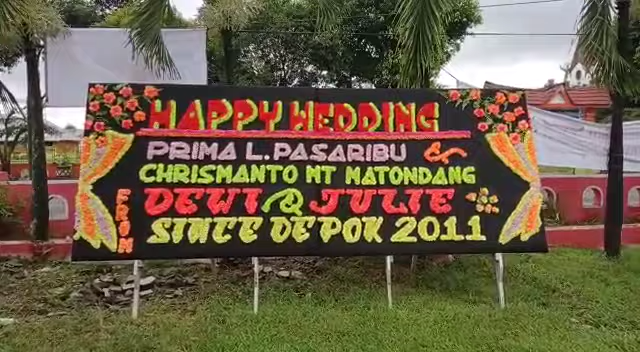 HAPPY WEDDING
PRIMA L. PASARIBU &
CHRISMANTO MT MATONDANG
FROM
DEWI & JULIE
SINCE DEPOK 2011